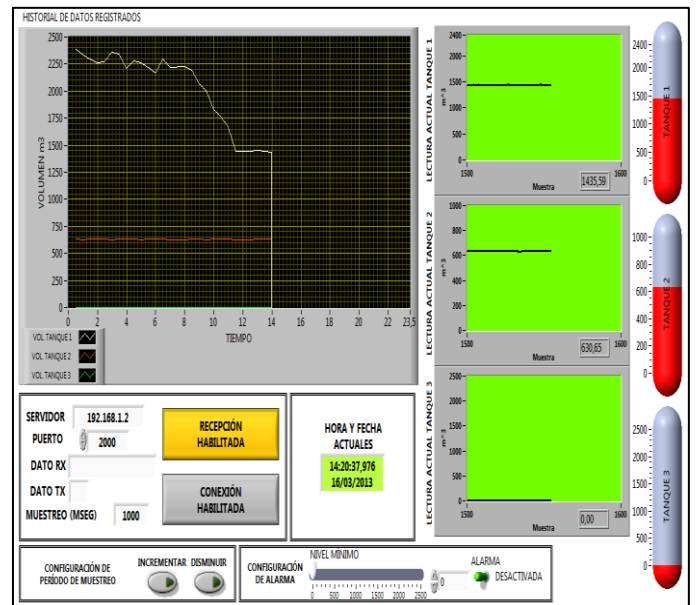 HISTORIAL DE DATOS REGISTRADOS
2500
2250
2000
1750
1500
1250
1000
750
500
250
0
VOLUMEN m3
0 2 4 6 8 10 12 14 16 18 20 22 23,5
TIEMPO
VOL TANQUE 1
VOL TANQUE 2
VOL TANQUE 3
LECTURA ACTUAL TANQUE 1
m^3
2400
2000
1500
1000
500
0
1500 1600
Muestra
1435,59
2400
2000
1500
1000
500
0
TANQUE 1
LECTURA ACTUAL TANQUE 2
m^3
1000
800
600
400
200
0
1500 1600
Muestra
630,65
1000
800
600
400
200
0
TANQUE 2
LECTURA ACTUAL TANQUE 3
m^3
2500
2000
1500
1000
500
0
1500 1600
Muestra
0,00
2500
2000
1500
1000
500
0
TANQUE 3
SERVIDOR 192.168.1.2
PUERTO 2000
DATO RX
DATO TX
MUESTREO (MSEG) 1000
RECEPCIÓN
HABILITADA
CONEXIÓN
HABILITADA
HORA Y FECHA
ACTUALES
14:20:37,976
16/03/2013
CONFIGURACIÓN DE
PERÍODO DE MUESTREO
INCREMENTAR DISMINUIR
CONFIGURACIÓN
DE ALARMA
NIVEL MÍNIMO
0 500 1000 1500 2000 2500
0
ALARMA
DESACTIVADA